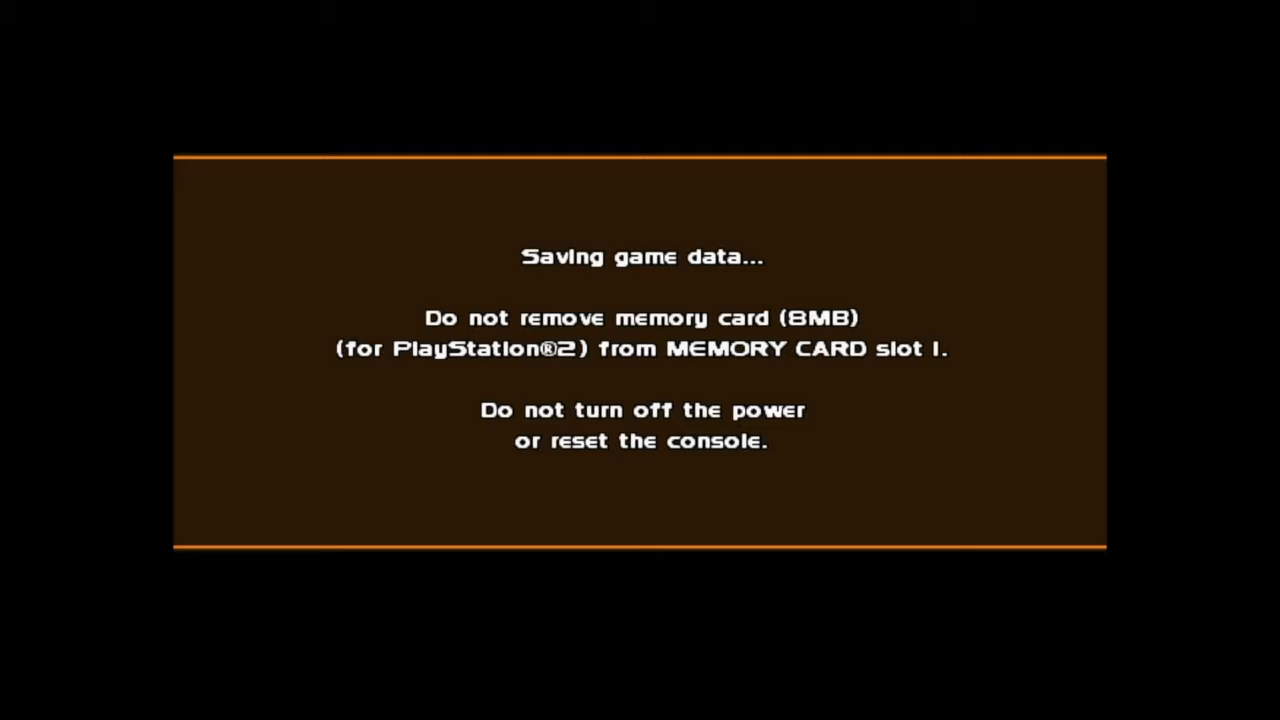 Saving game data...
Do not remove memory card (8MB)
(for PlayStation®2) from MEMORY CARD slot 1.
Do not turn off the power
or reset the console.